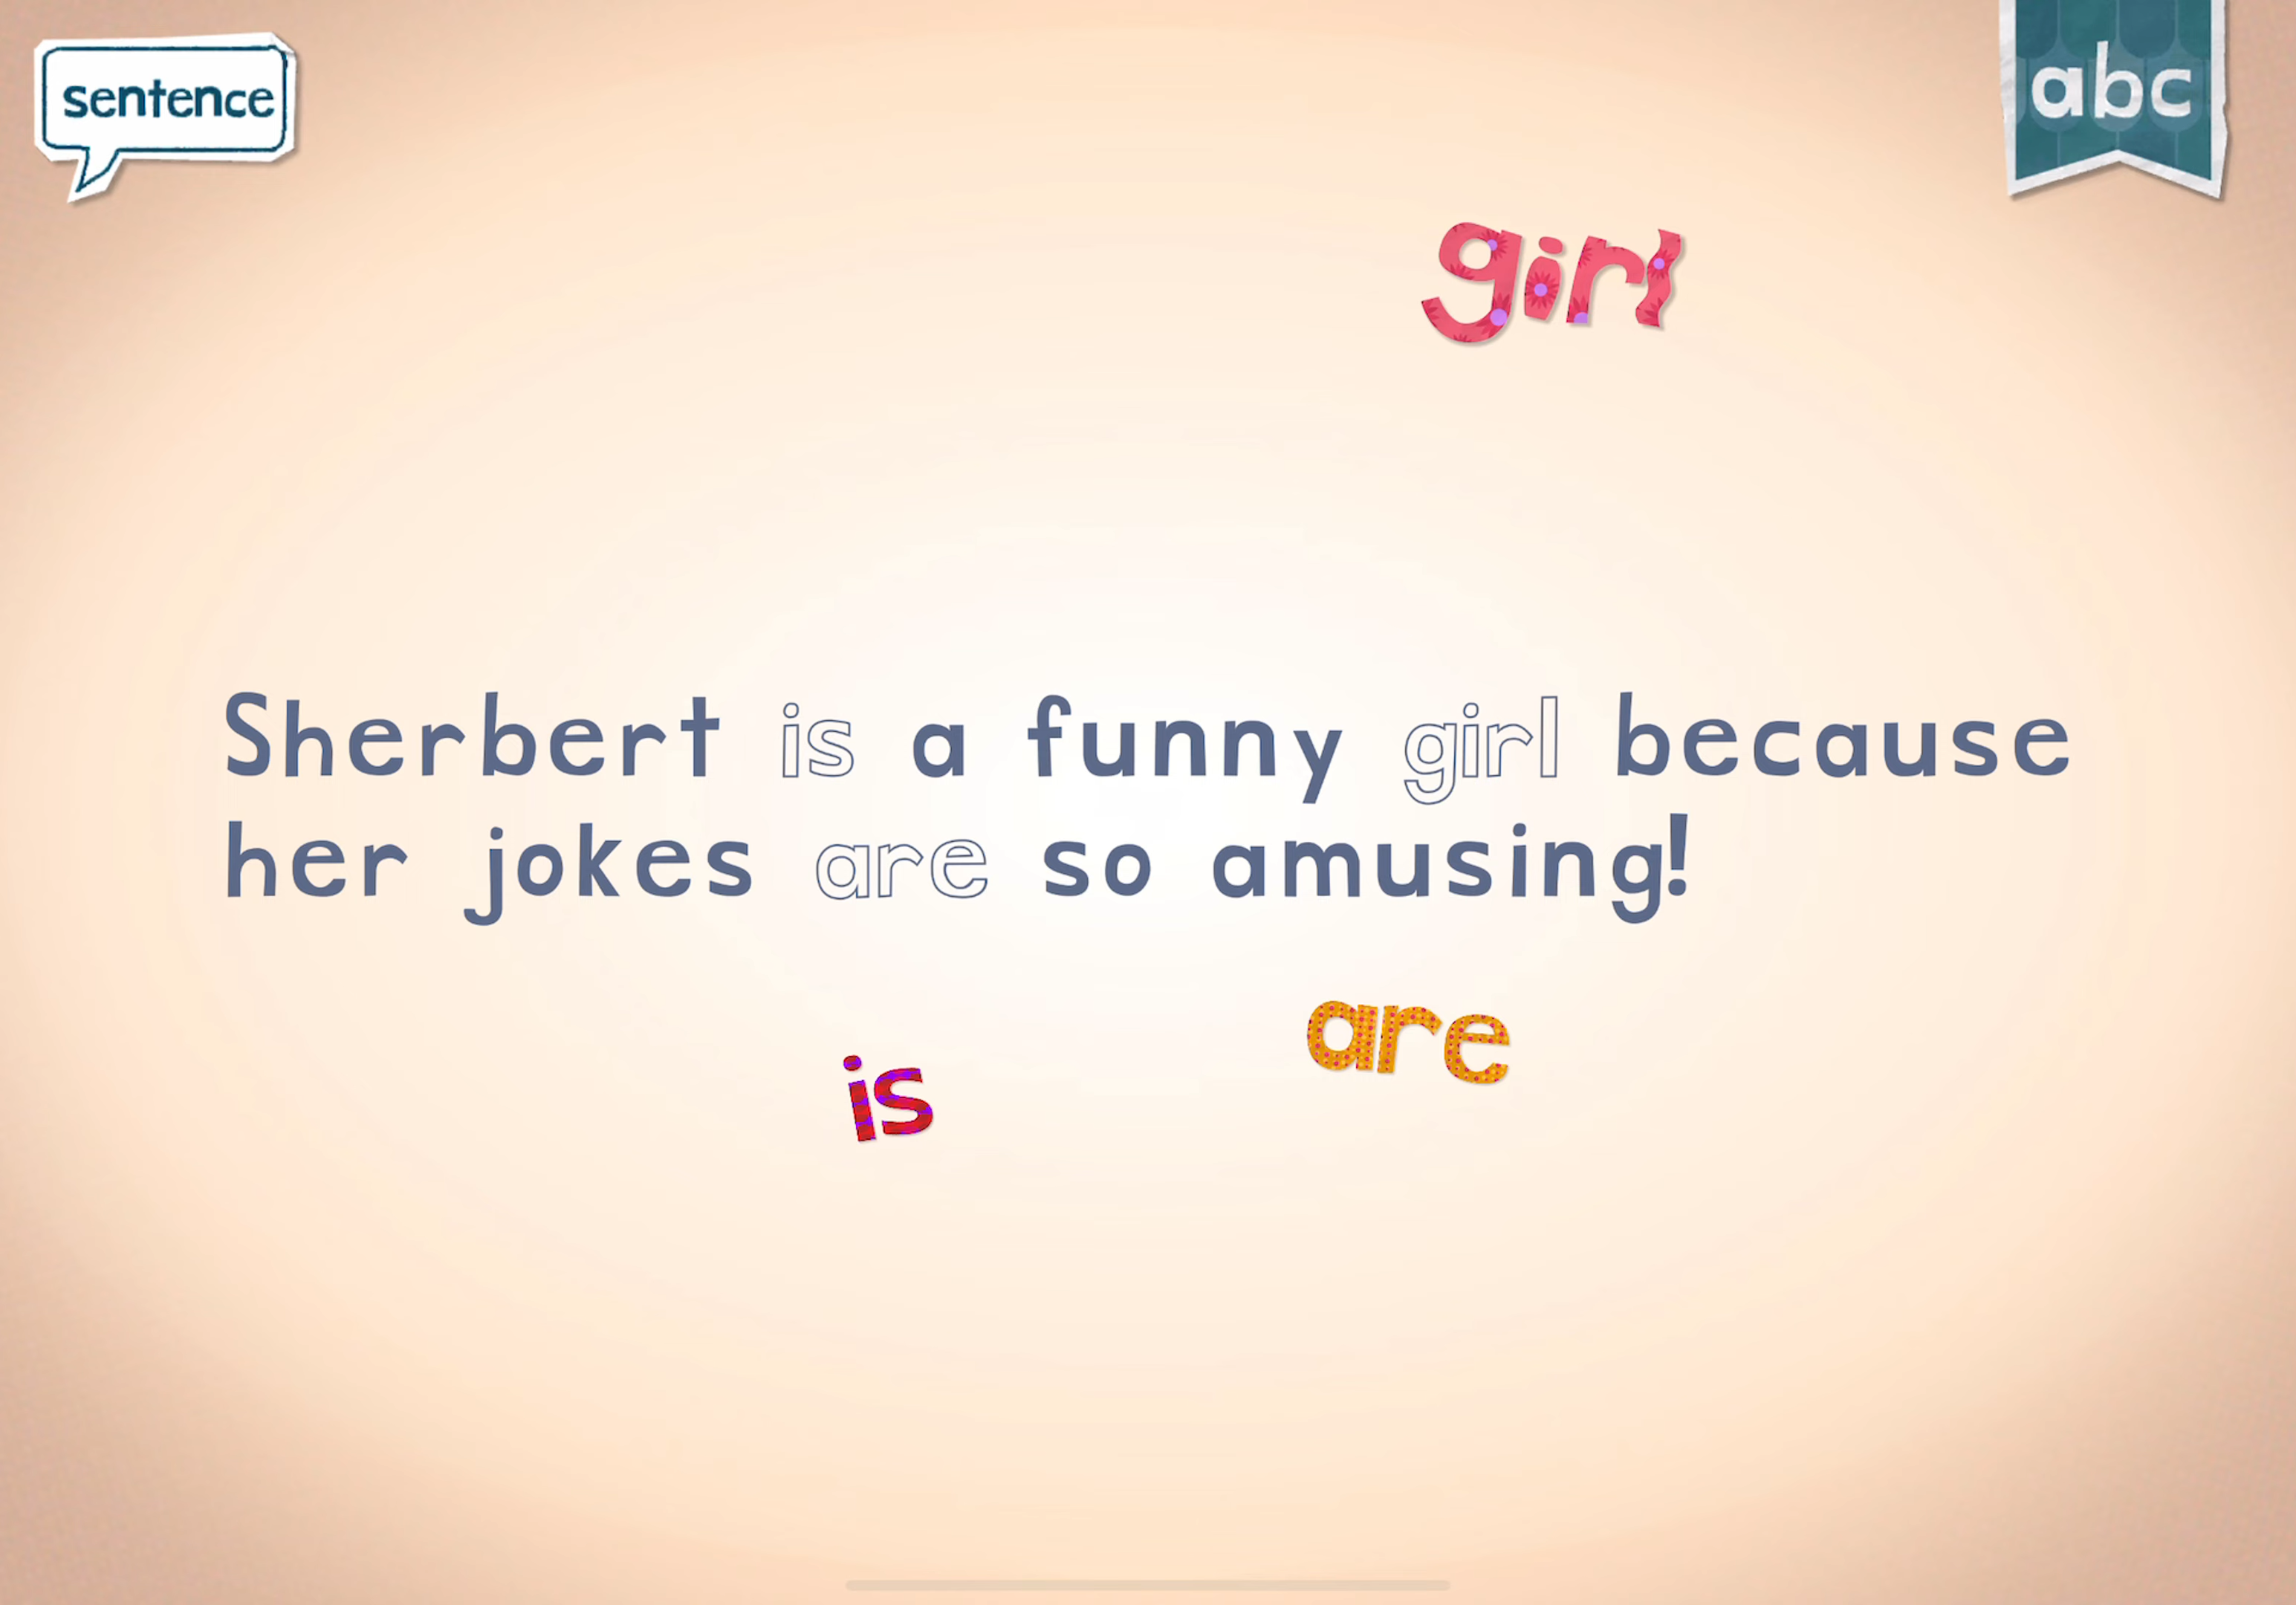 sentence
abc
girl
Sherbert is a funny girl because
her jokes are so amusing!
are
is